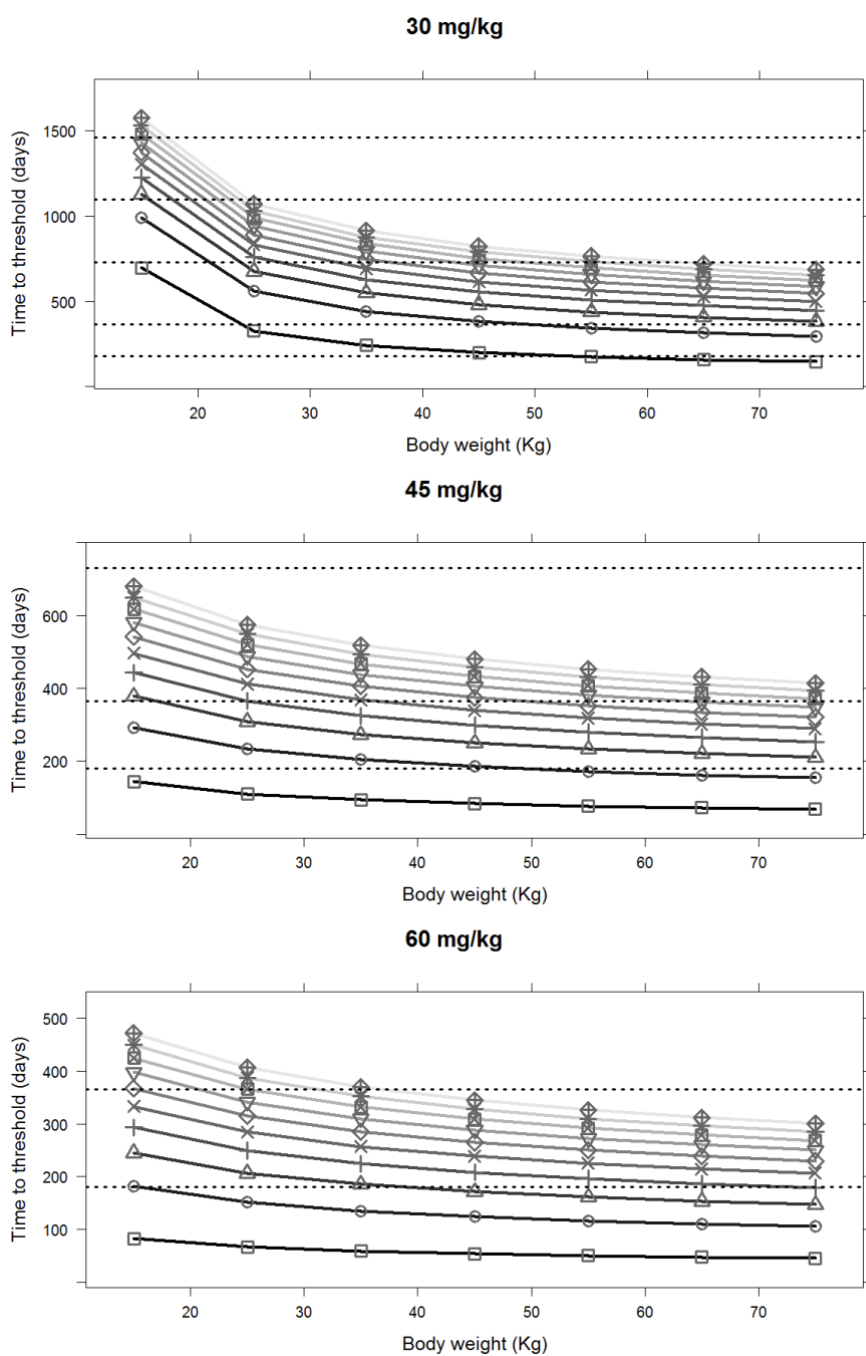 30 mg/kg
1500
1000
500
Time to threshold (days)
20 30 40 50 60 70
Body weight (Kg)
45 mg/kg
600
400
200
Time to threshold (days)
20 30 40 50 60 70
Body weight (Kg)
60 mg/kg
500
400
300
200
100
Time to threshold (days)
20 30 40 50 60 70
Body weight (Kg)